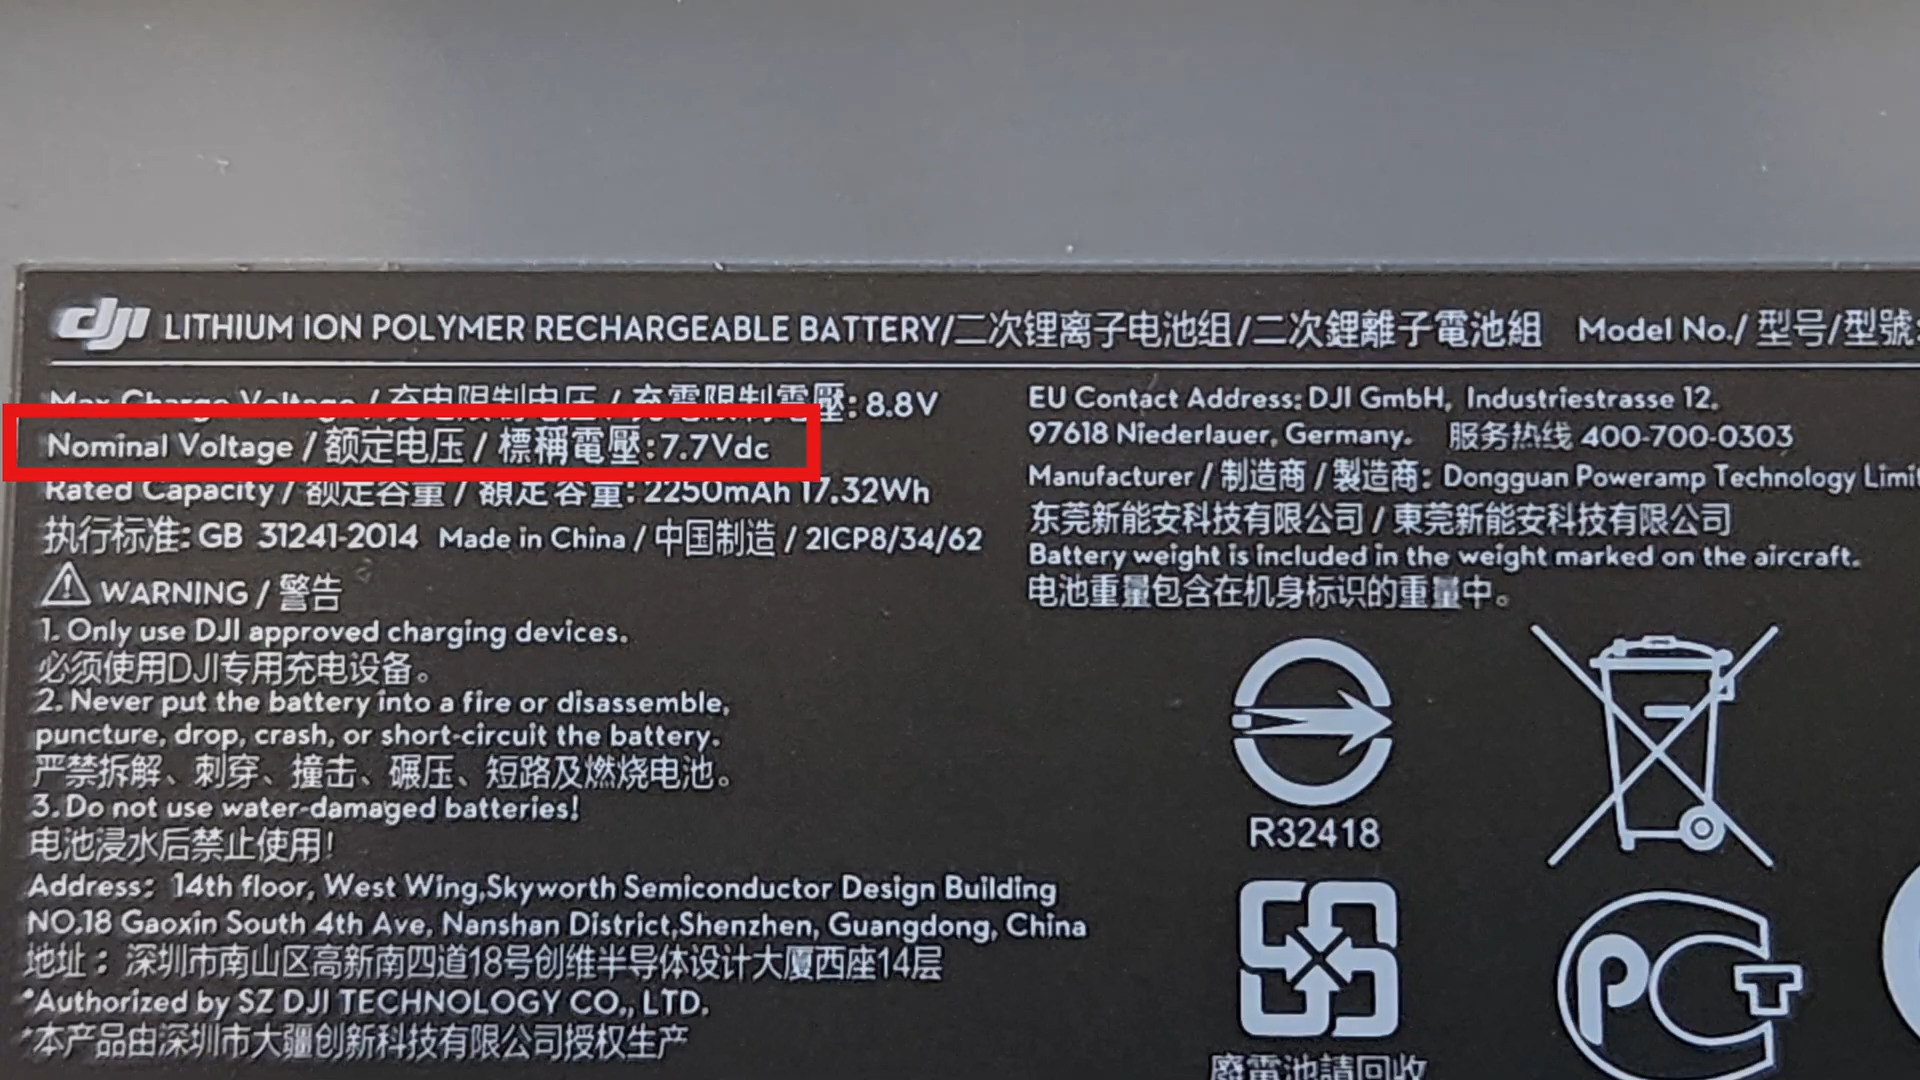 dji LITHIUM ION POLYMER RECHARGEABLE BATTERY/二次锂离子电池组/二次鋰離子電池組 Model No./ 型号/型號:
Max Charge Voltage / 充电限制电压 / 充電限制電壓: 8.8V
Nominal Voltage / 额定电压 / 標稱電壓:7.7Vdc
Rated Capacity / 额定容量 / 額定容量: 2250mAh 17.32Wh
执行标准: GB 31241-2014 Made in China / 中国制造 / 2ICP8/34/62
WARNING / 警告
1. Only use DJI approved charging devices.
必须使用DJI专用充电设备。
2. Never put the battery into a fire or disassemble,
puncture, drop, crash, or short-circuit the battery.
严禁拆解、刺穿、撞击、碾压、短路及燃烧电池。
3. Do not use water-damaged batteries!
电池浸水后禁止使用!
Address: 14th floor, West Wing,Skyworth Semiconductor Design Building
NO.18 Gaoxin South 4th Ave, Nanshan District,Shenzhen, Guangdong, China
地址: 深圳市南山区高新南四道18号创维半导体设计大厦西座14层
*Authorized by SZ DJI TECHNOLOGY CO., LTD.
*本产品由深圳市大疆创新科技有限公司授权生产
EU Contact Address: DJI GmbH, Industriestrasse 12.
97618 Niederlauer, Germany. 服务热线 400-700-0303
Manufacturer / 制造商 / 製造商: Dongguan Poweramp Technology Limit
东莞新能安科技有限公司 / 東莞新能安科技有限公司
Battery weight is included in the weight marked on the aircraft.
电池重量包含在机身标识的重量中。
R32418
PCT
廢電池請回收